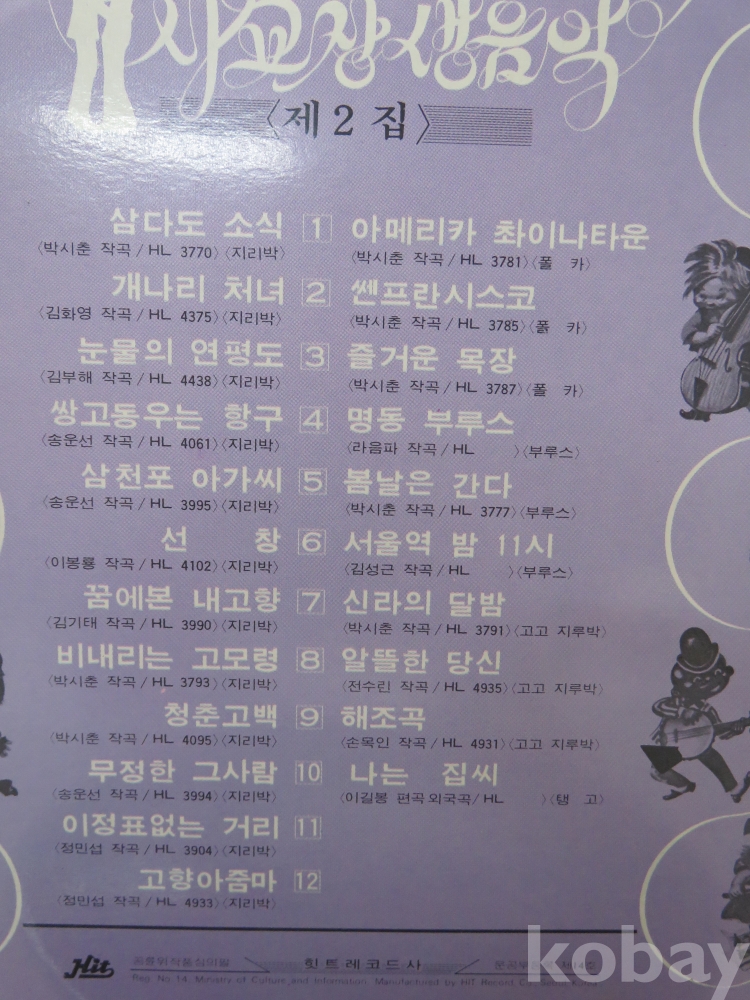 사교장생음악
〈제 2 집〉
삼다도 소식 1 아메리카 촤이나타운
〈박시춘 작곡/HL 3770〉〈지리박〉 〈박시춘 작곡/HL 3781〉〈폴 카〉
개나리 처녀 2 쎈프란시스코
〈김화영 작곡/HL 4375〉〈지리박〉 〈박시춘 작곡/HL 3785〉〈폵 카〉
눈물의 연평도 3 즐거운 목장
〈김부해 작곡/HL 4438〉〈지리박〉 〈박시춘 작곡/HL 3787〉〈폴 카〉
쌍고동우는 항구 4 명동 부루스
〈송운선 작곡/HL 4061〉〈지리박〉 〈라음파 작곡/HL 〉〈부루스〉
삼천포 아가씨 5 봄날은 간다
〈송운선 작곡/HL 3995〉〈지리박〉 〈박시춘 작곡/HL 3777〉〈부루스〉
선 창 6 서울역 밤 11시
〈이봉룡 작곡/HL 4102〉〈지리박〉 〈김성근 작곡/HL 〉〈부루스〉
꿈에본 내고향 7 신라의 달밤
〈김기태 작곡/HL 3990〉〈지리박〉 〈박시춘 작곡/HL 3791〉〈고고 지루박〉
비내리는 고모령 8 알뜰한 당신
〈박시춘 작곡/HL 3793〉〈지리박〉 〈전수린 작곡/HL 4935〉〈고고 지루박〉
청춘고백 9 해조곡
〈박시춘 작곡/HL 4095〉〈지리박〉 〈손목인 작곡/HL 4931〉〈고고 지루박〉
무정한 그사람 10 나는 집씨
〈송운선 작곡/HL 3994〉〈지리박〉 〈이길봉 편곡외국곡/HL 〉〈탱 고〉
이정표없는 거리 11
〈정민섭 작곡/HL 3904〉〈지리박〉
고향아줌마 12
〈정민섭 작곡/HL 4933〉〈지리박〉
Hit 힛트레코드사
Reg. No. 14, Ministry of Culture and Information. Manufactured by HIT Record
kobay